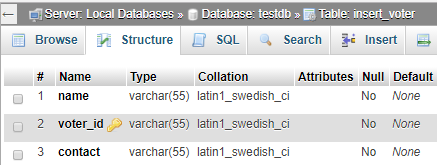 Server: Local Databases » Database: testdb » Table: insert_voter
Browse Structure SQL Search Insert
# Name Type Collation Attributes Null Default
1 name varchar(55) latin1_swedish_ci No None
2 voter_id varchar(55) latin1_swedish_ci No None
3 contact varchar(55) latin1_swedish_ci No None